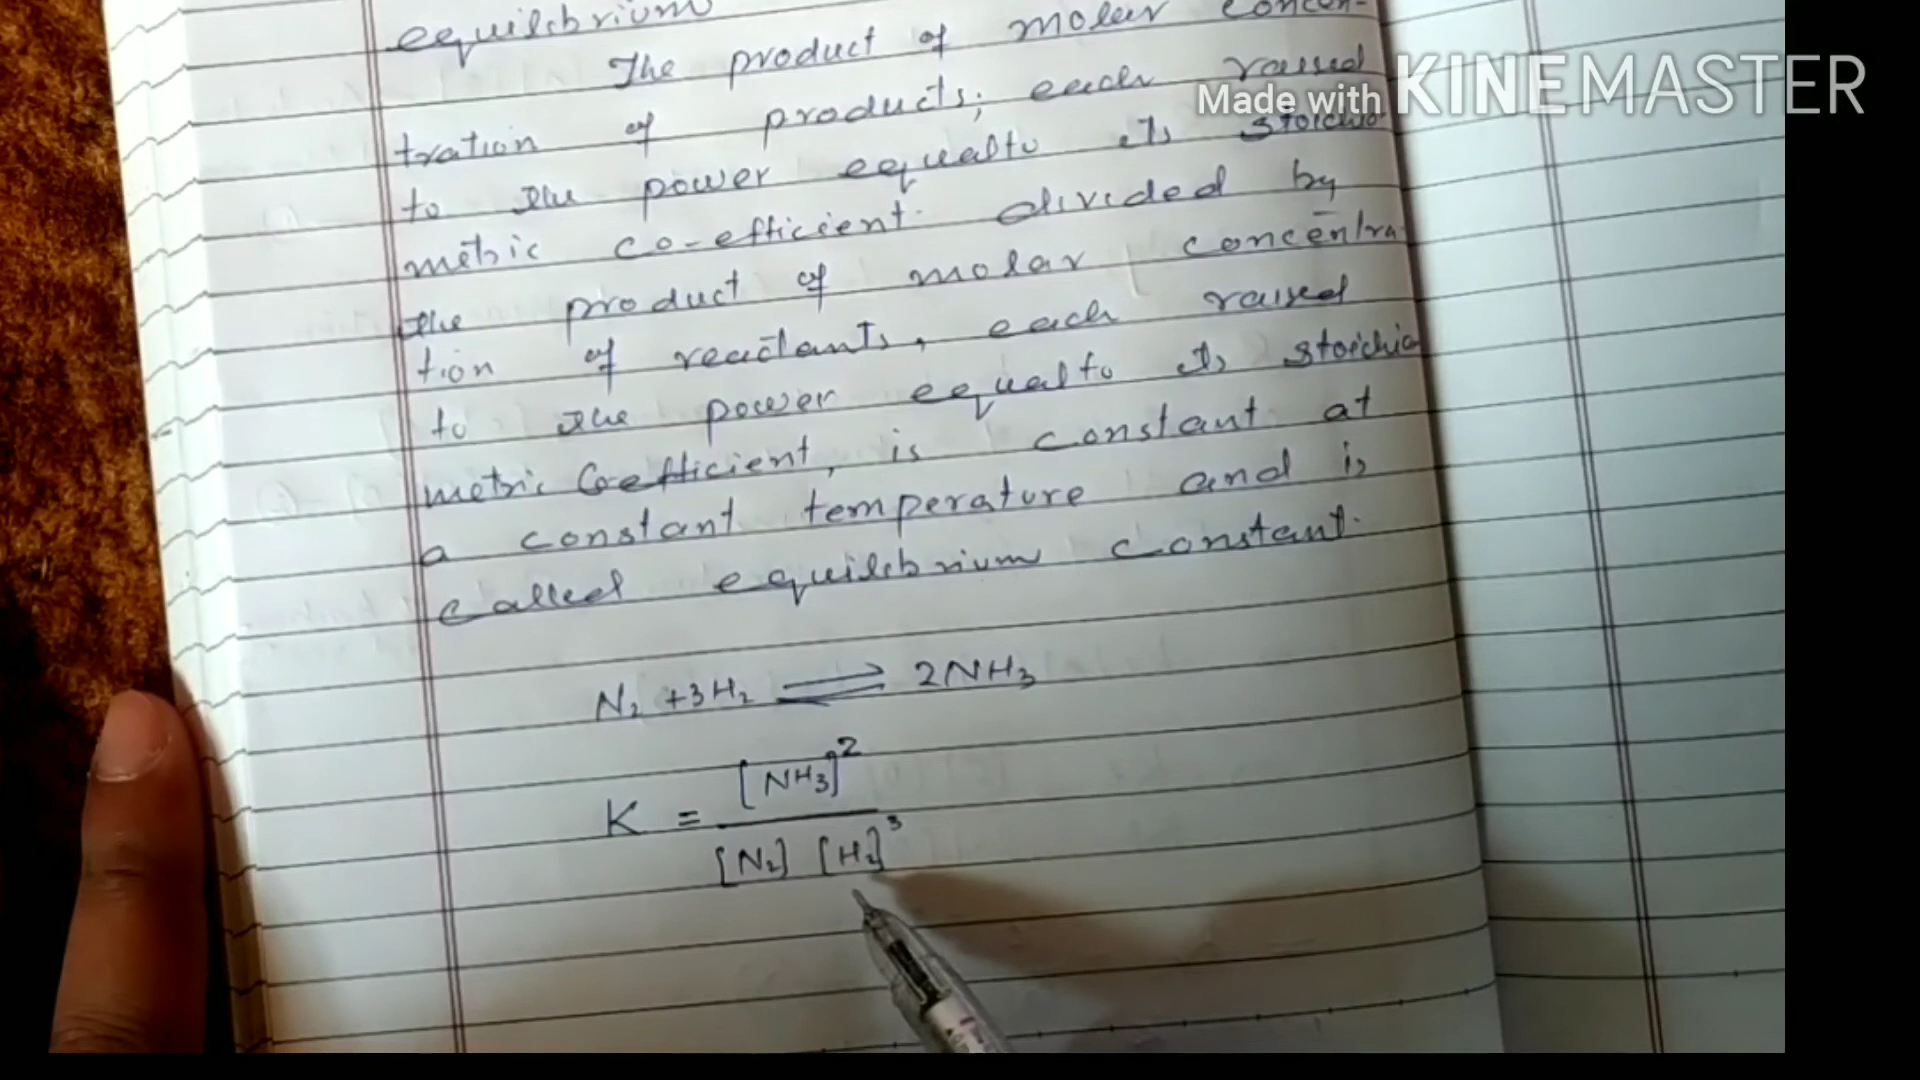 equilibrium
The product of molar concen-
tration of products, each raised
to the power equal to its stoichio
metric co-efficient divided by
the product of molar concentra
tion of reactants, each raised
to the power equal to its stoichio
metric Coefficient, is constant at
a constant temperature and is
called equilibrium constant.
N₂ + 3H₂ ⇌ 2NH₃
K = [NH₃]² / [N₂] [H₂]³
Made with KINEMASTER